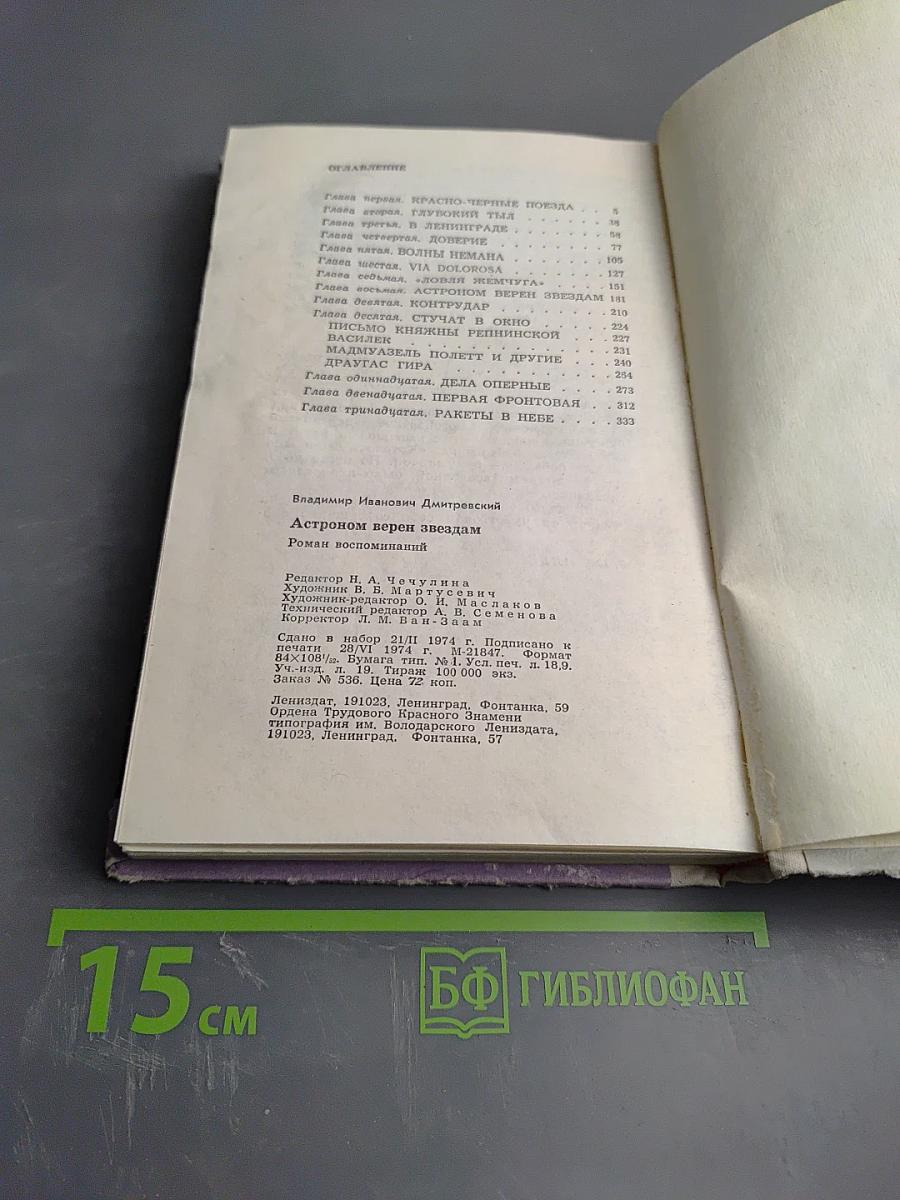 ОГЛАВЛЕНИЕ
Глава первая. КРАСНО-ЧЕРНЫЕ ПОЕЗДА . . 5
Глава вторая. ГЛУБОКИЙ ТЫЛ . . . . . . 38
Глава третья. В ЛЕНИНГРАДЕ . . . . . . . 58
Глава четвертая. ДОВЕРИЕ . . . . . . . . 77
Глава пятая. ВОЛНЫ НЕМАНА . . . . . . . 105
Глава шестая. VIA DOLOROSA . . . . . . . 127
Глава седьмая. «ЛОВЛЯ ЖЕМЧУГА» . . . . 151
Глава восьмая. АСТРОНОМ ВЕРЕН ЗВЕЗДАМ 181
Глава девятая. КОНТРУДАР . . . . . . . . 210
Глава десятая. СТУЧАТ В ОКНО . . . . . 224
ПИСЬМО КНЯЖНЫ РЕПНИНСКОЙ . . . 227
ВАСИЛЕК . . . . . . . . . . . . . 231
МАДМУАЗЕЛЬ ПОЛЕТТ И ДРУГИЕ . . . 240
ДРАУГАС ГИРА . . . . . . . . . . 264
Глава одиннадцатая. ДЕЛА ОПЕРНЫЕ . . . 273
Глава двенадцатая. ПЕРВАЯ ФРОНТОВАЯ . . 312
Глава тринадцатая. РАКЕТЫ В НЕБЕ . . . . 333
Владимир Иванович Дмитревский
Астроном верен звездам
Роман воспоминаний
Редактор Н. А. Чечулина
Художник В. Б. Мартусевич
Художник-редактор О. И. Маслаков
Технический редактор А. В. Семенова
Корректор Л. М. Ван-Заам
Сдано в набор 21/II 1974 г. Подписано к
печати 28/VI 1974 г. М-21847. Формат
84×108¹/₃₂. Бумага тип. № 1. Усл. печ. л. 18,9.
Уч.-изд. л. 19. Тираж 100 000 экз.
Заказ № 536. Цена 72 коп.
Лениздат, 191023, Ленинград, Фонтанка, 59
Ордена Трудового Красного Знамени
типография им. Володарского Лениздата,
191023, Ленинград, Фонтанка, 57
15 см
БФ ГИБЛИОФАН